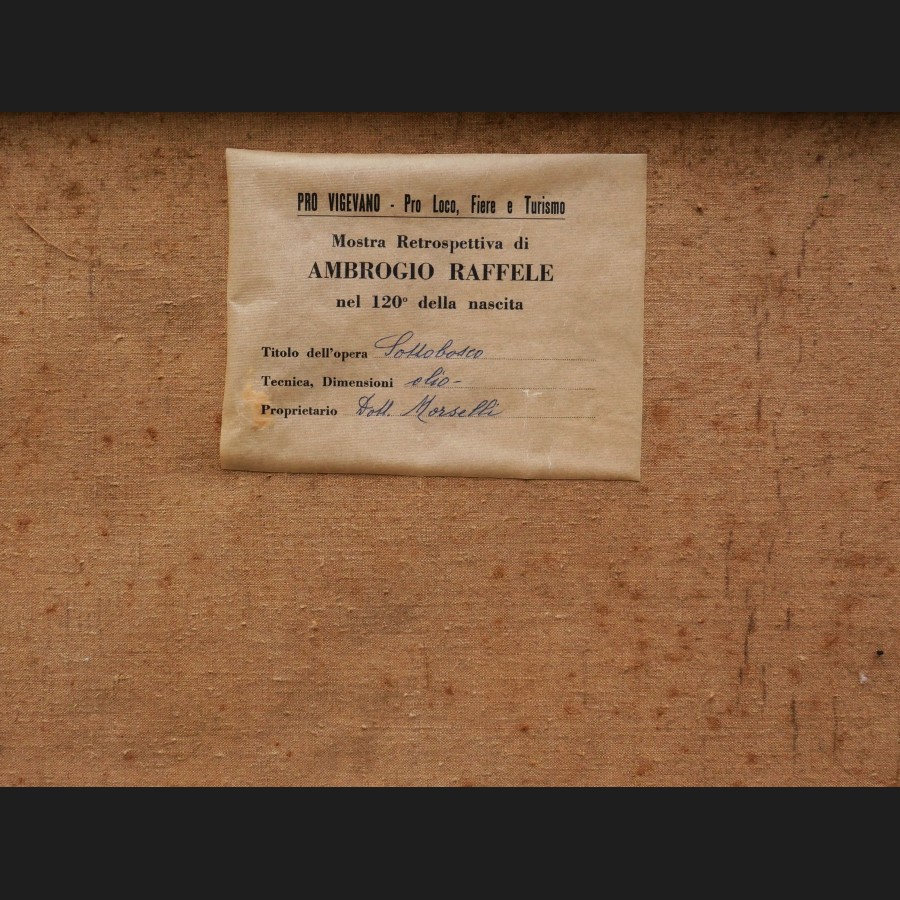 PRO VIGEVANO - Pro Loco, Fiere e Turismo
Mostra Retrospettiva di
AMBROGIO RAFFELE
nel 120° della nascita
Titolo dell'opera Sottobosco
Tecnica, Dimensioni olio-
Proprietario Dott. Morselli